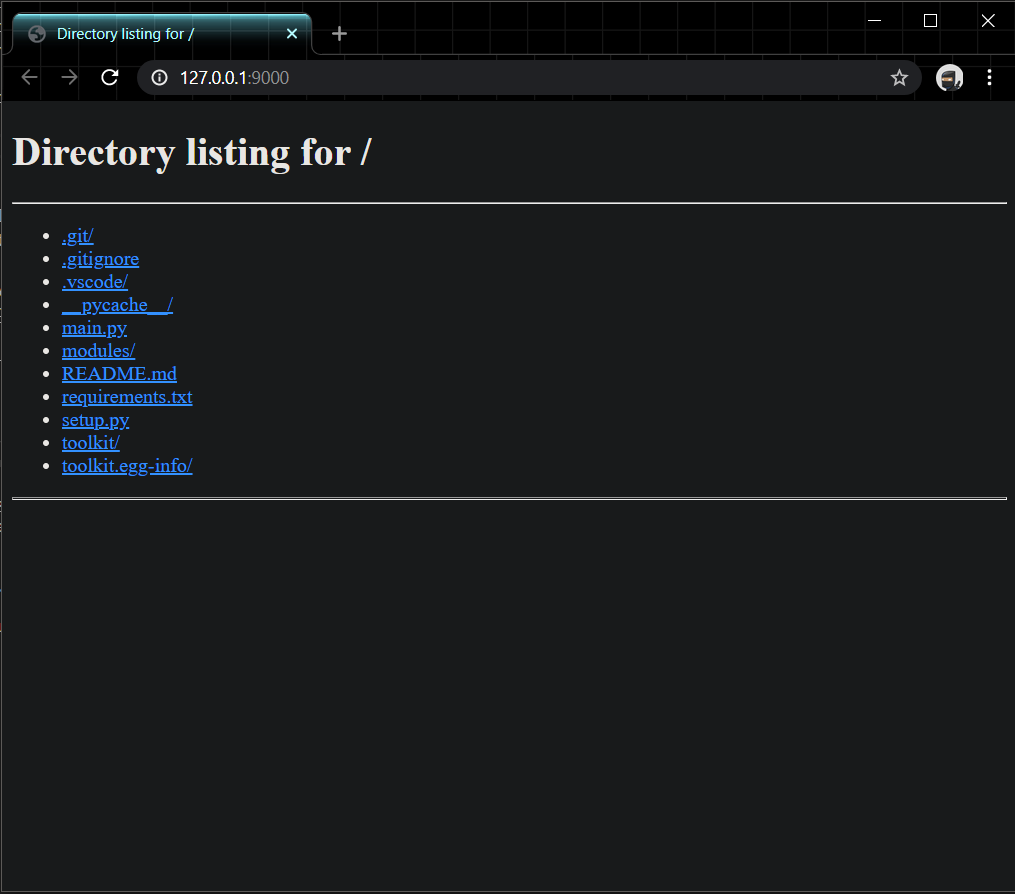 Directory listing for /
127.0.0.1:9000
Directory listing for /
.git/
.gitignore
.vscode/
__pycache__/
main.py
modules/
README.md
requirements.txt
setup.py
toolkit/
toolkit.egg-info/